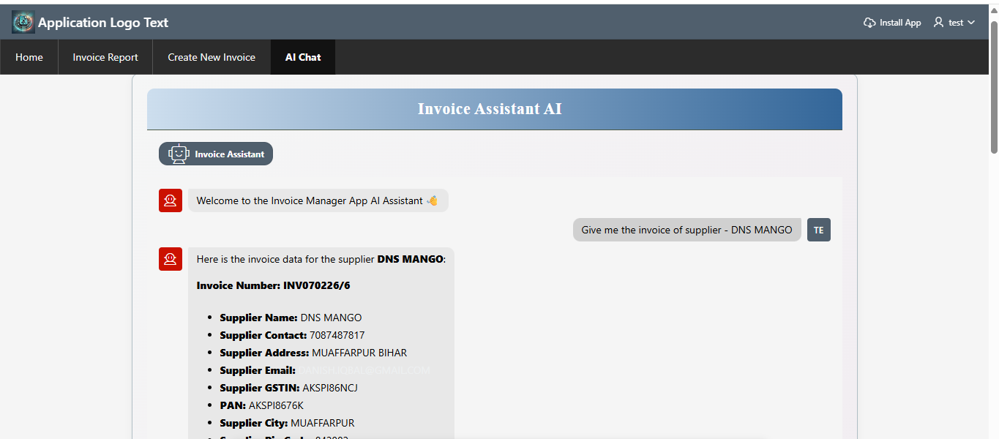 Application Logo Text
Install App
test
Home
Invoice Report
Create New Invoice
AI Chat
Invoice Assistant AI
Invoice Assistant
Welcome to the Invoice Manager App AI Assistant 👋
Give me the invoice of supplier - DNS MANGO
TE
Here is the invoice data for the supplier DNS MANGO:
Invoice Number: INV070226/6
• Supplier Name: DNS MANGO
• Supplier Contact: 7087487817
• Supplier Address: MUAFFARPUR BIHAR
• Supplier Email:
• Supplier GSTIN: AKSPI86NCJ
• PAN: AKSPI8676K
• Supplier City: MUAFFARPUR